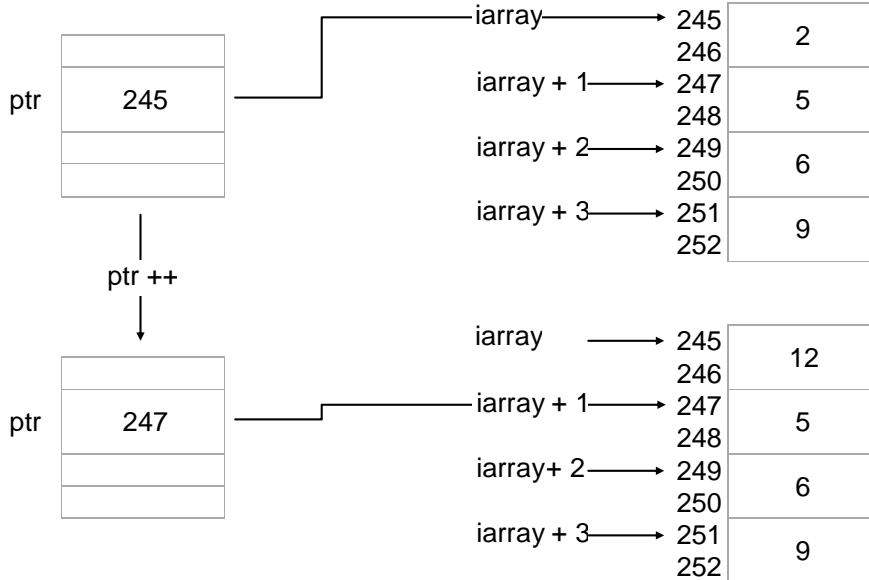 iarray 245
246 2
ptr 245
iarray + 1 247
248 5
iarray + 2 249
250 6
iarray + 3 251
252 9
ptr ++
iarray 245
246 12
ptr 247
iarray + 1 247
248 5
iarray+ 2 249
250 6
iarray + 3 251
252 9